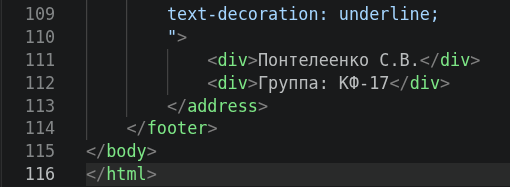 109 text-decoration: underline;
110 ">
111 <div>Понтелеенко С.В.</div>
112 <div>Группа: КФ-17</div>
113 </address>
114 </footer>
115 </body>
116 </html>